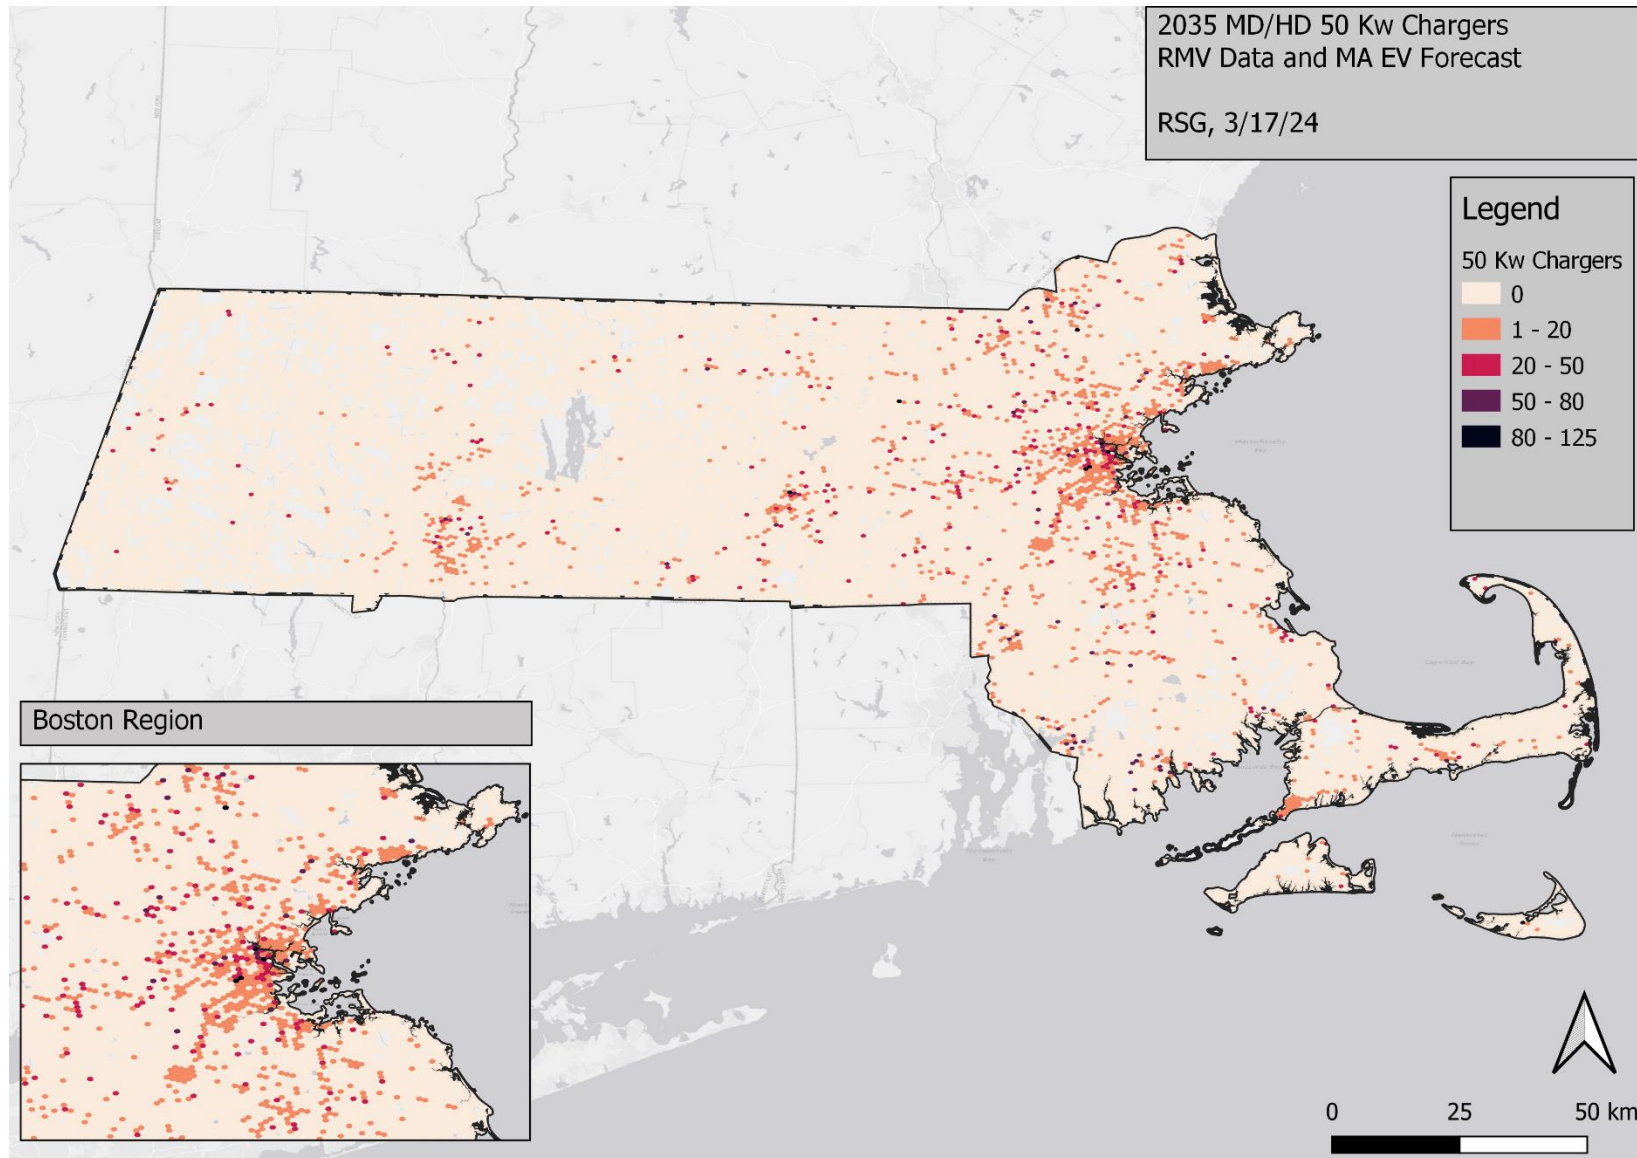 2035 MD/HD 50 Kw Chargers
RMV Data and MA EV Forecast
RSG, 3/17/24
Legend
50 Kw Chargers
0
1 - 20
20 - 50
50 - 80
80 - 125
Boston Region
0 25 50 km